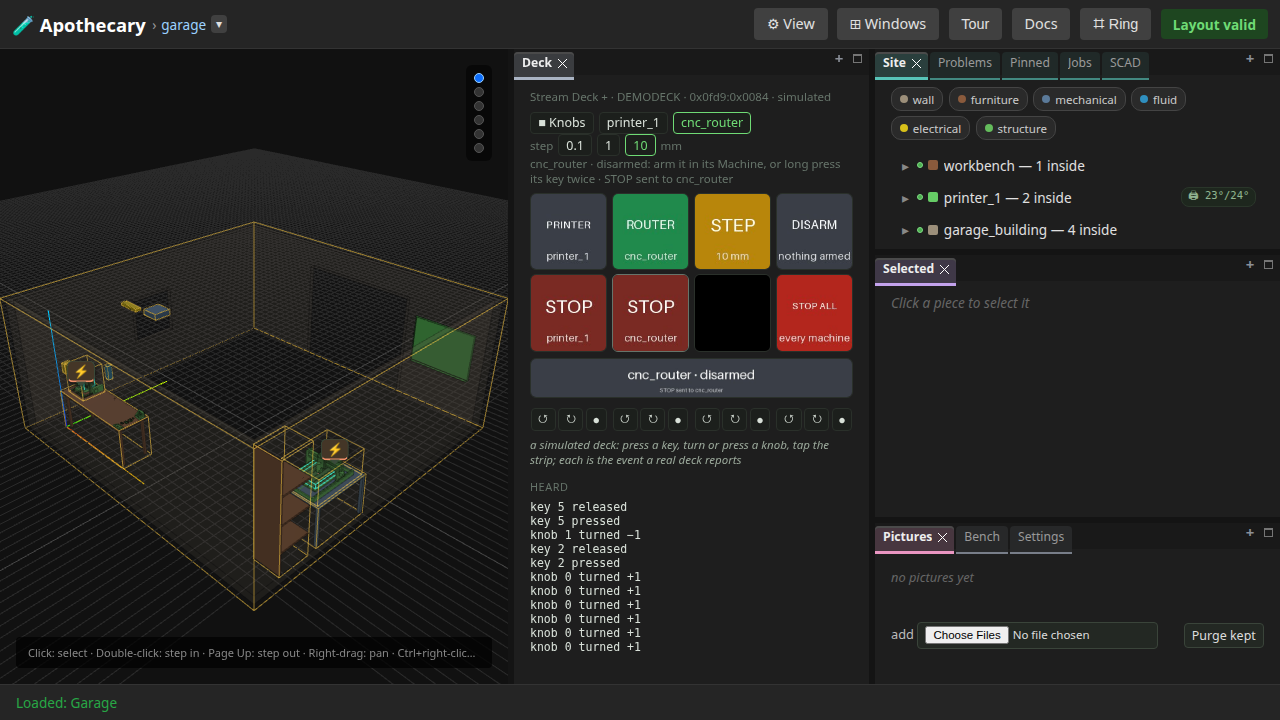 Apothecary › garage ▾
⚙ View
⊞ Windows
Tour
Docs
⌗ Ring
Layout valid
Deck
Stream Deck + · DEMODECK · 0x0fd9:0x0084 · simulated
■ Knobs
printer_1
cnc_router
step 0.1 1 10 mm
cnc_router · disarmed: arm it in its Machine, or long press
its key twice · STOP sent to cnc_router
PRINTER
printer_1
ROUTER
cnc_router
STEP
10 mm
DISARM
nothing armed
STOP
printer_1
STOP
cnc_router
STOP ALL
every machine
cnc_router · disarmed
STOP sent to cnc_router
↺ ↻ ● ↺ ↻ ● ↺ ↻ ● ↺ ↻ ●
a simulated deck: press a key, turn or press a knob, tap the
strip; each is the event a real deck reports
HEARD
key 5 released
key 5 pressed
knob 1 turned −1
key 2 released
key 2 pressed
knob 0 turned +1
knob 0 turned +1
knob 0 turned +1
knob 0 turned +1
knob 0 turned +1
knob 0 turned +1
Site
Problems
Pinned
Jobs
SCAD
wall
furniture
mechanical
fluid
electrical
structure
workbench — 1 inside
printer_1 — 2 inside
23°/24°
garage_building — 4 inside
Selected
Click a piece to select it
Pictures
Bench
Settings
no pictures yet
add Choose Files No file chosen
Purge kept
Click: select · Double-click: step in · Page Up: step out · Right-drag: pan · Ctrl+right-clic…
Loaded: Garage